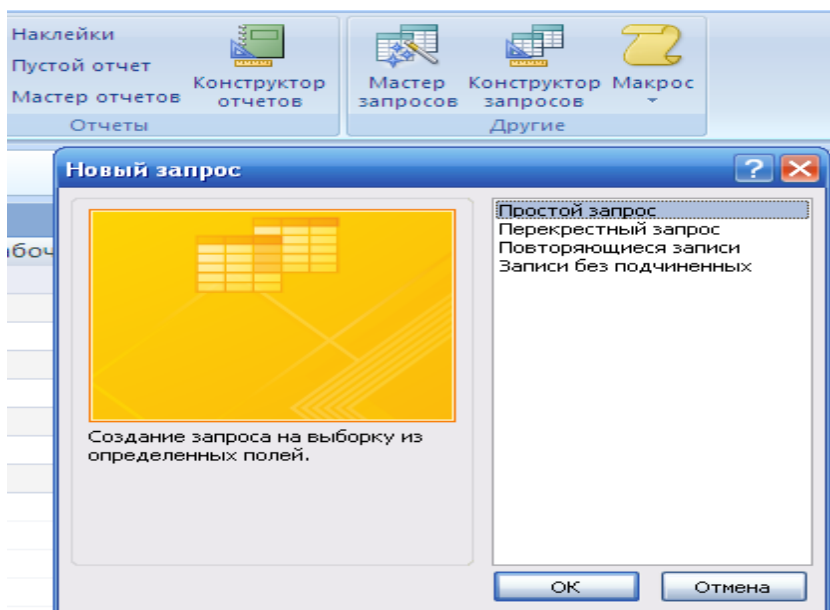 Наклейки
Пустой отчет
Мастер отчетов
Конструктор
отчетов
Отчеты
Мастер
запросов
Конструктор
запросов
Макрос
Другие
Новый запрос
Простой запрос
Перекрестный запрос
Повторяющиеся записи
Записи без подчиненных
Создание запроса на выборку из
определенных полей.
ОК
Отмена